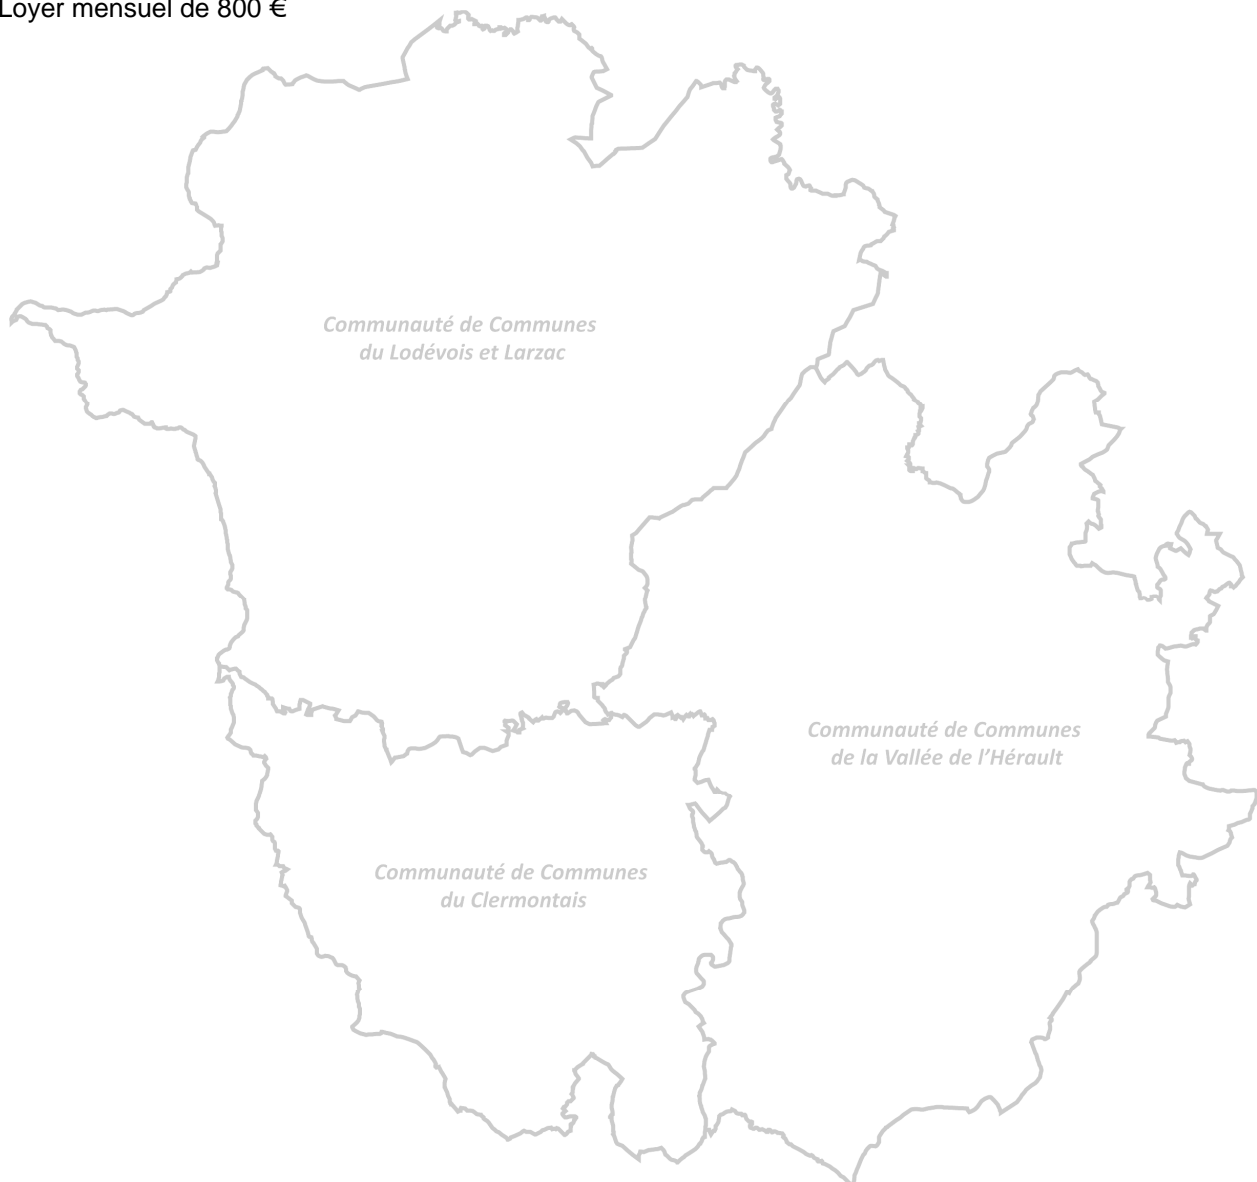 Loyer mensuel de 800 €
Communauté de Communes
du Lodévois et Larzac
Communauté de Communes
de la Vallée de l'Hérault
Communauté de Communes
du Clermontais